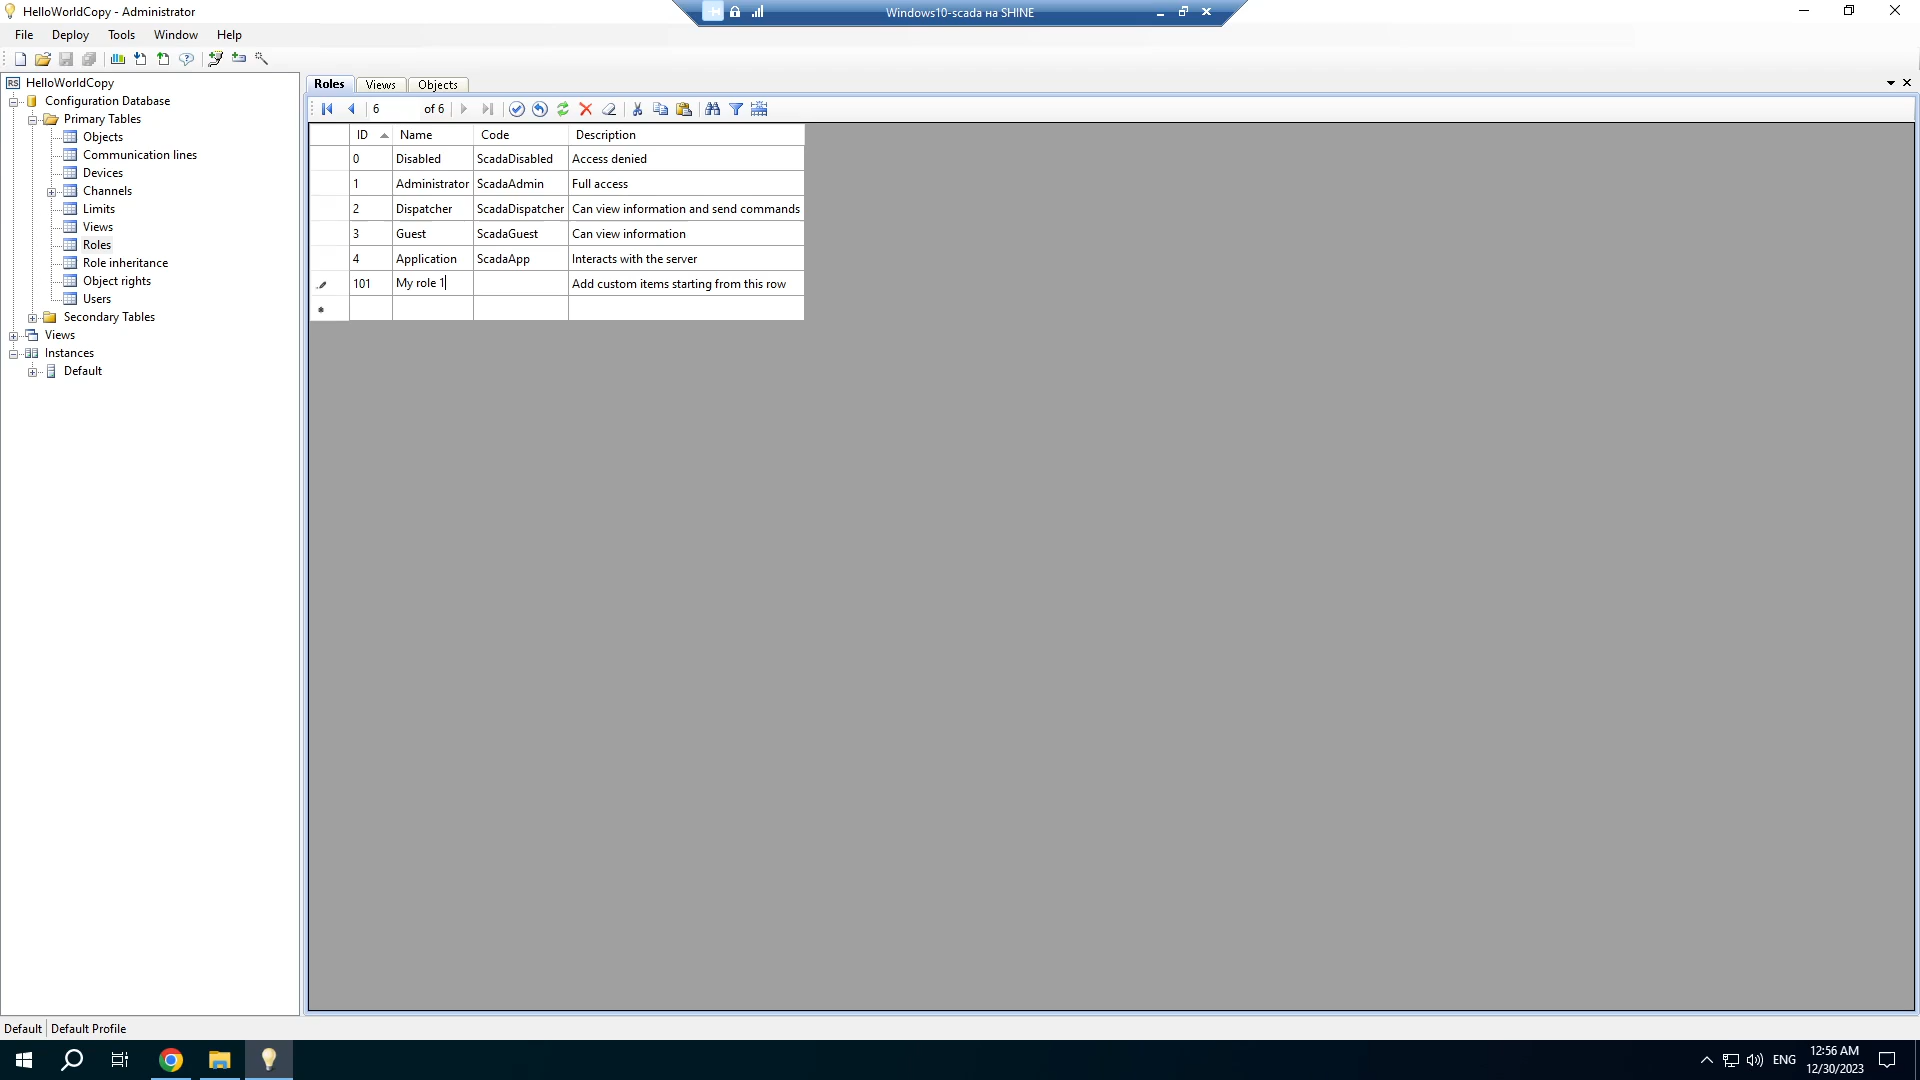 HelloWorldCopy - Administrator
Windows10-scada на SHINE
File Deploy Tools Window Help
RS HelloWorldCopy
Configuration Database
Primary Tables
Objects
Communication lines
Devices
Channels
Limits
Views
Roles
Role inheritance
Object rights
Users
Secondary Tables
Views
Instances
Default
Roles Views Objects
6 of 6
ID Name Code Description
0 Disabled ScadaDisabled Access denied
1 Administrator ScadaAdmin Full access
2 Dispatcher ScadaDispatcher Can view information and send commands
3 Guest ScadaGuest Can view information
4 Application ScadaApp Interacts with the server
101 My role 1 Add custom items starting from this row
Default Default Profile
ENG
12:56 AM
12/30/2023